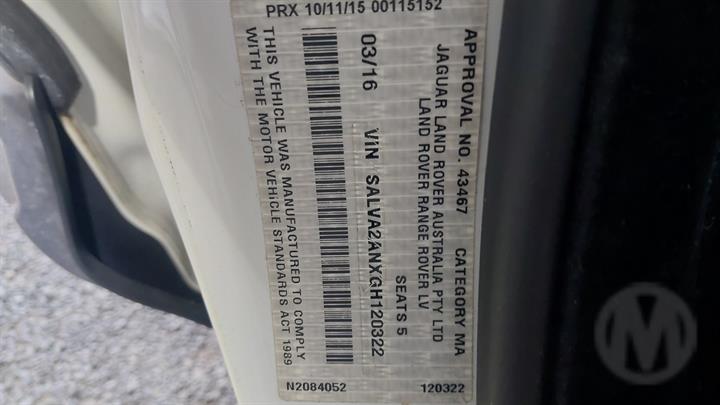 APPROVAL NO. 43467 CATEGORY MA
JAGUAR LAND ROVER AUSTRALIA PTY LTD
LAND ROVER RANGE ROVER LV
SEATS 5
03/16 VIN SALVA2ANXGH120322
THIS VEHICLE WAS MANUFACTURED TO COMPLY
WITH THE MOTOR VEHICLE STANDARDS ACT 1989
PRX 10/11/15 00115152
N2084052
120322
M